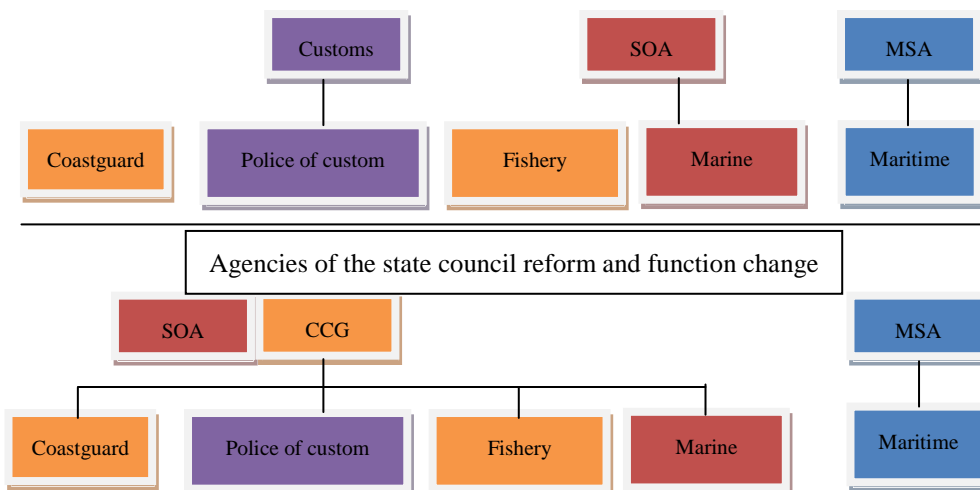 Customs
SOA
MSA
Coastguard
Police of custom
Fishery
Marine
Maritime
Agencies of the state council reform and function change
SOA
CCG
MSA
Coastguard
Police of custom
Fishery
Marine
Maritime